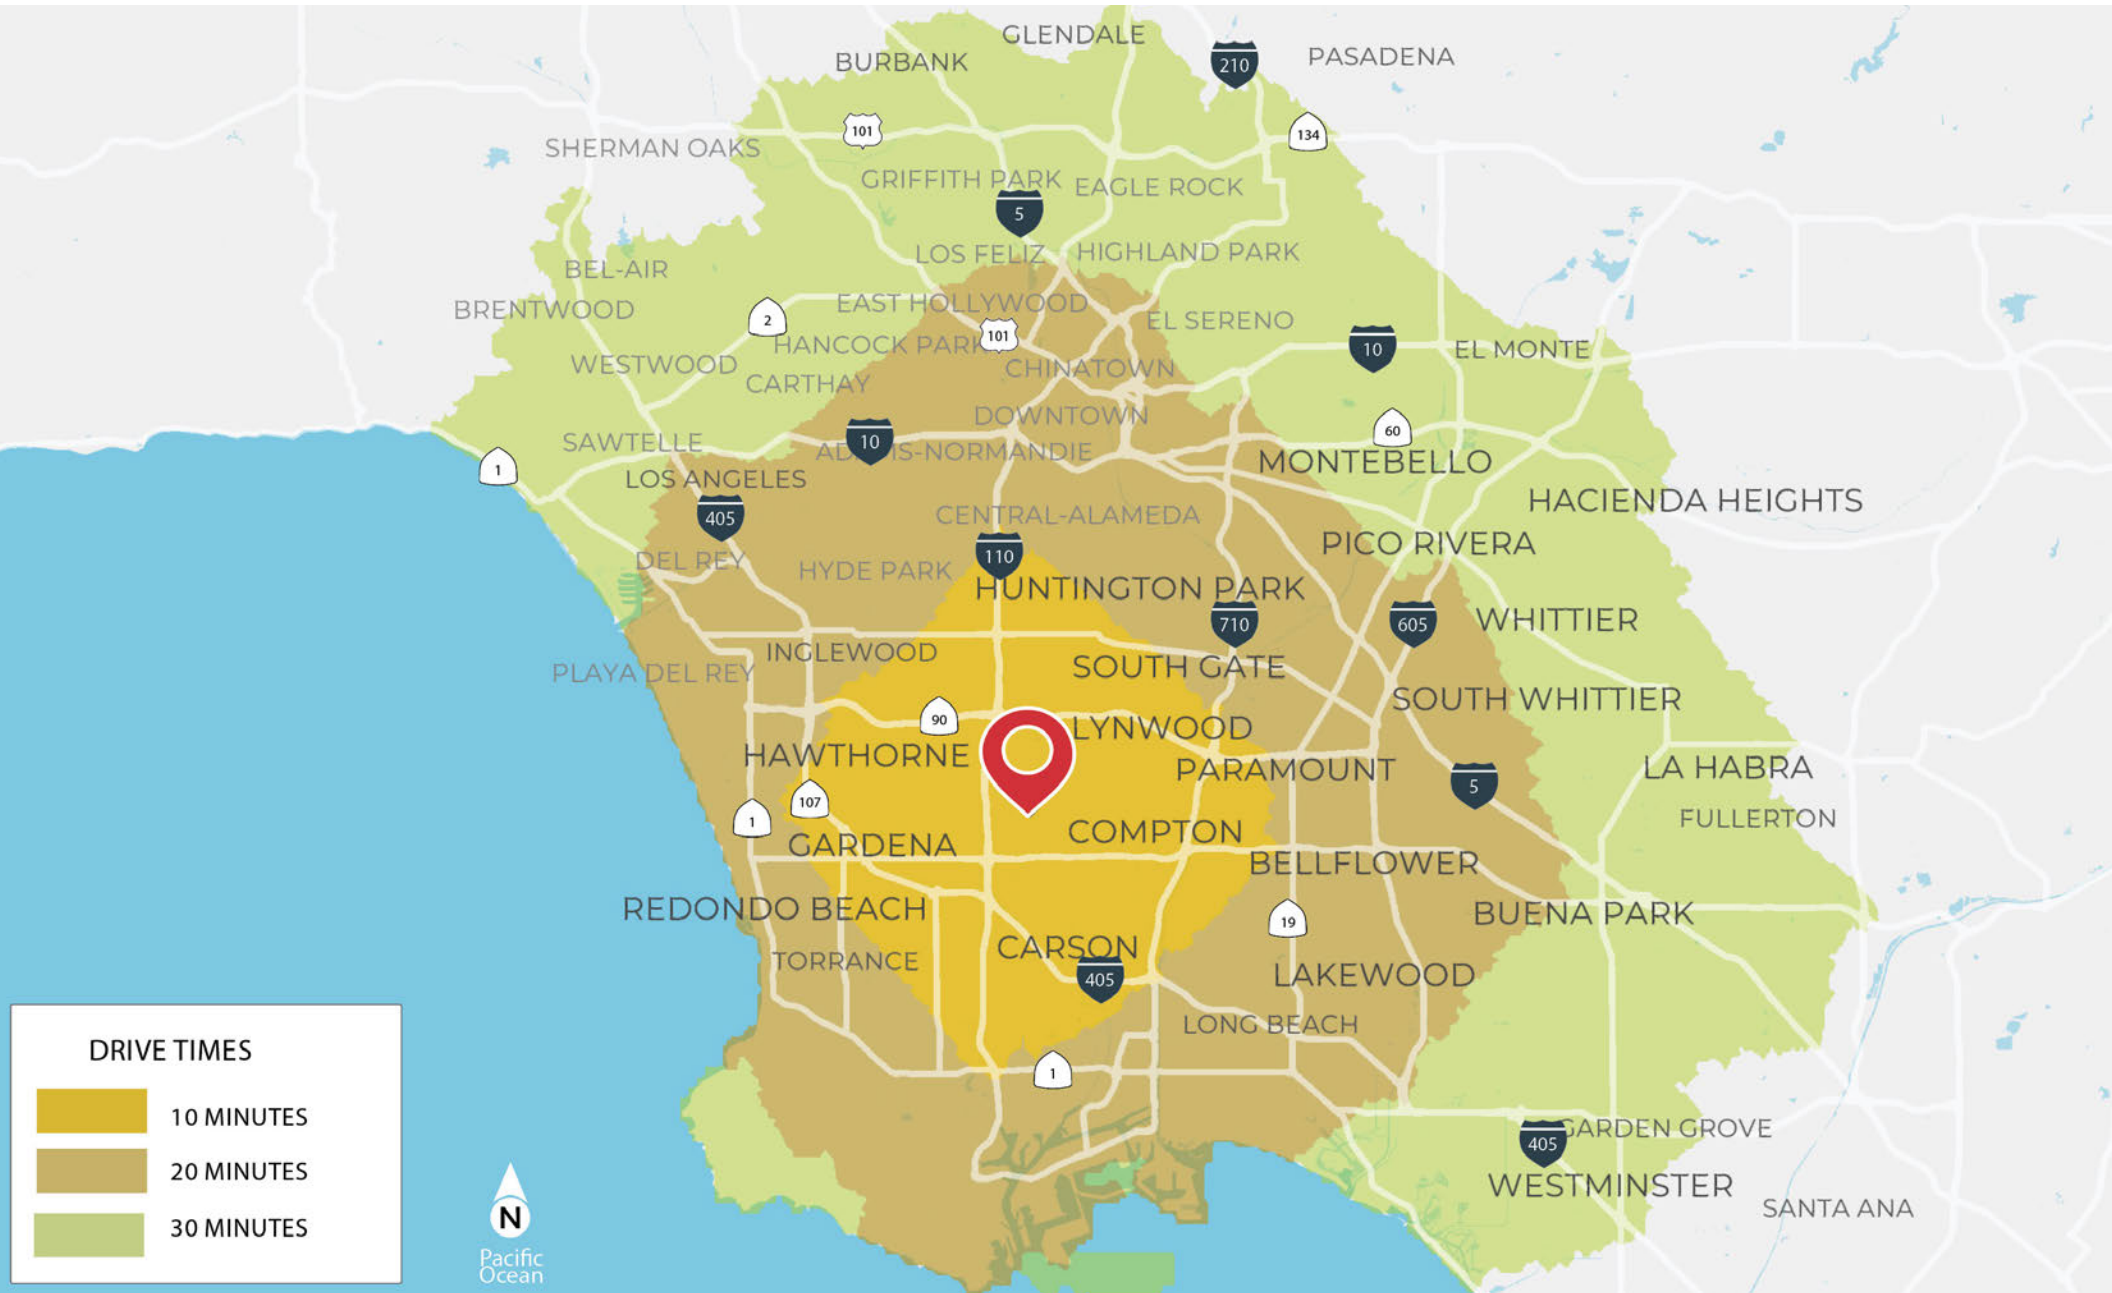 GLENDALE
BURBANK
210
PASADENA
101
134
SHERMAN OAKS
GRIFFITH PARK
EAGLE ROCK
5
LOS FELIZ
HIGHLAND PARK
BEL-AIR
BRENTWOOD
EAST HOLLYWOOD
2
101
EL SERENO
HANCOCK PARK
10
EL MONTE
WESTWOOD
CHINATOWN
CARTHAY
DOWNTOWN
60
SAWTELLE
10
AD IS-NORMANDIE
1
LOS ANGELES
MONTEBELLO
405
HACIENDA HEIGHTS
CENTRAL-ALAMEDA
PICO RIVERA
110
DEL REY
HYDE PARK
HUNTINGTON PARK
710
605
WHITTIER
INGLEWOOD
PLAYA DEL REY
SOUTH GATE
SOUTH WHITTIER
90
LYNWOOD
HAWTHORNE
PARAMOUNT
LA HABRA
107
5
1
FULLERTON
GARDENA
COMPTON
BELLFLOWER
REDONDO BEACH
19
BUENA PARK
CARSON
TORRANCE
405
LAKEWOOD
LONG BEACH
1
GARDEN GROVE
405
WESTMINSTER
SANTA ANA
DRIVE TIMES
10 MINUTES
20 MINUTES
30 MINUTES
N
Pacific
Ocean